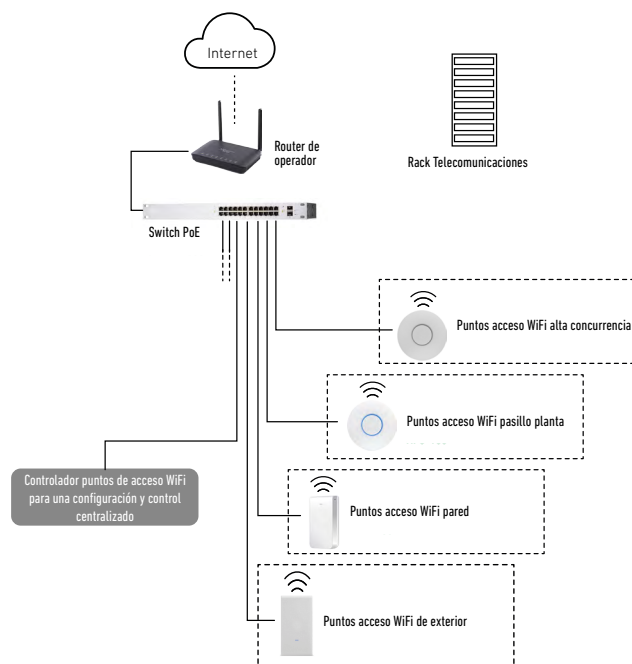 Internet
Router de
operador
Rack Telecomunicaciones
Switch PoE
Puntos acceso WiFi alta concurrencia
Puntos acceso WiFi pasillo planta
Controlador puntos de acceso WiFi
para una configuración y control
centralizado
Puntos acceso WiFi pared
Puntos acceso WiFi de exterior